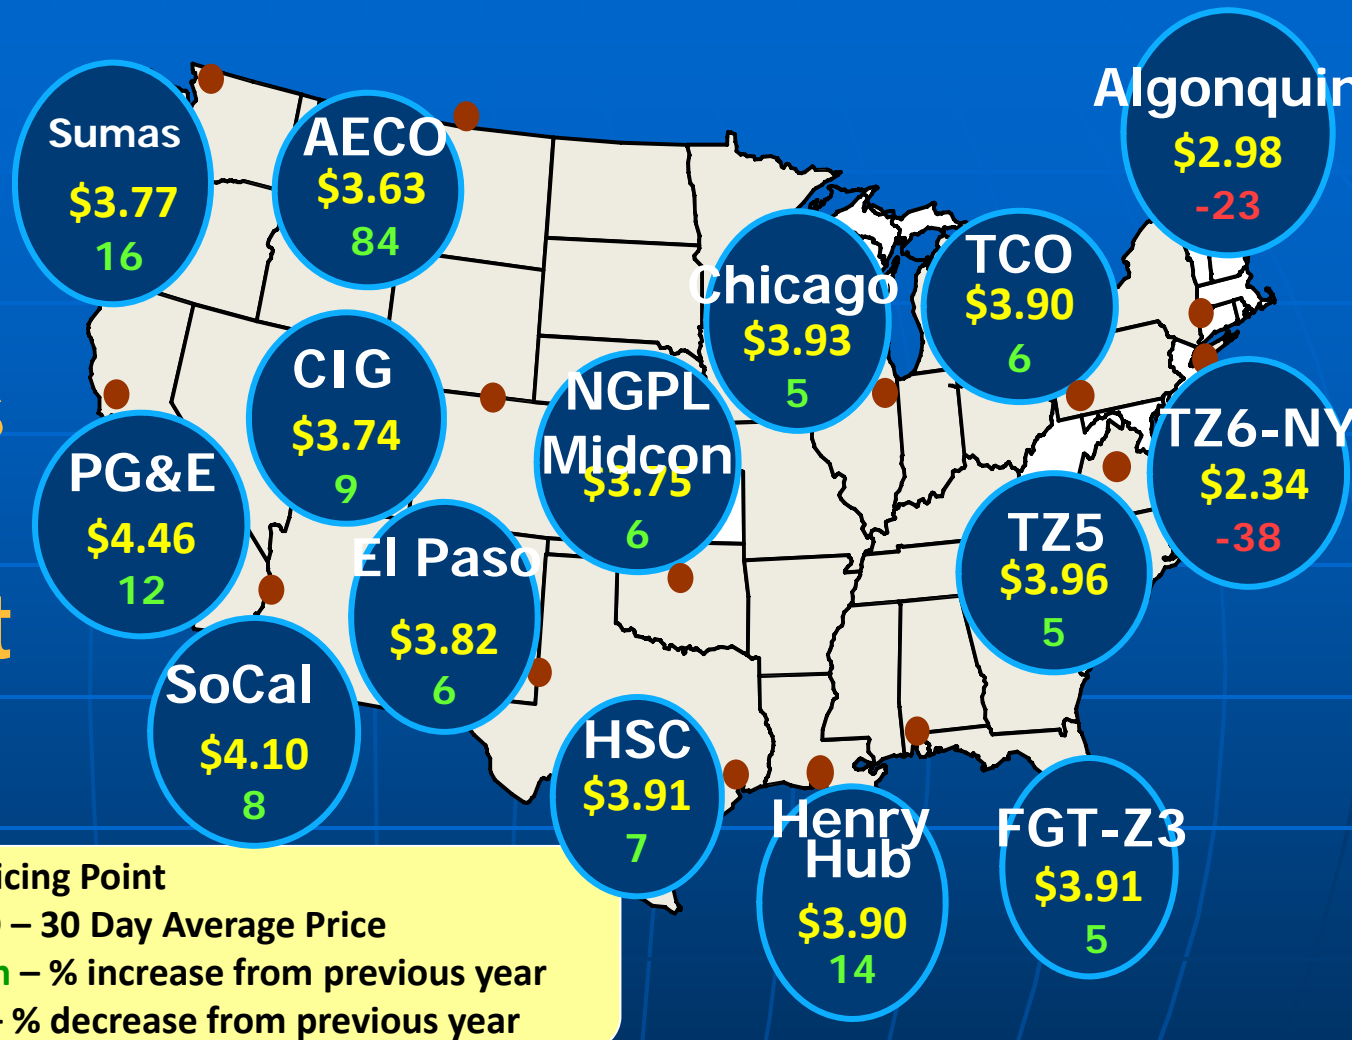 Algonquin
$2.98
-23
Sumas
$3.77
16
AECO
$3.63
84
Chicago
$3.93
5
TCO
$3.90
6
CIG
$3.74
9
NGPL
Midcon
$3.75
6
TZ6-NY
$2.34
-38
PG&E
$4.46
12
El Paso
$3.82
6
TZ5
$3.96
5
SoCal
$4.10
8
HSC
$3.91
7
Henry
Hub
$3.90
14
FGT-Z3
$3.91
5
icing Point
– 30 Day Average Price
– % increase from previous year
- % decrease from previous year